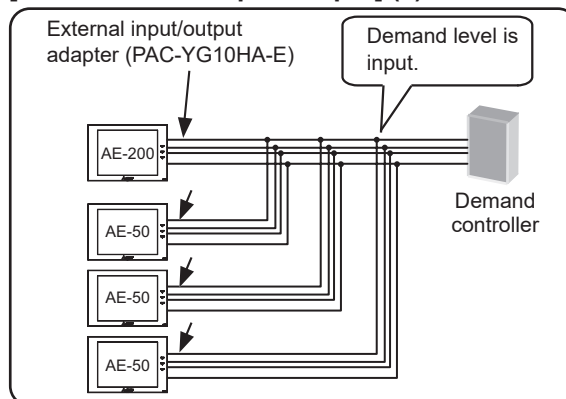 External input/output
adapter (PAC-YG10HA-E)
Demand level is
input.
AE-200
AE-50
AE-50
AE-50
Demand
controller